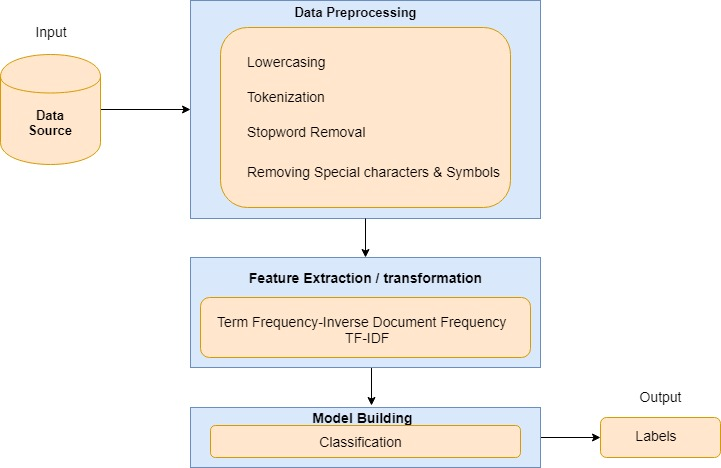 Input
Data
Source
Data Preprocessing
Lowercasing
Tokenization
Stopword Removal
Removing Special characters & Symbols
Feature Extraction / transformation
Term Frequency-Inverse Document Frequency
TF-IDF
Model Building
Classification
Output
Labels